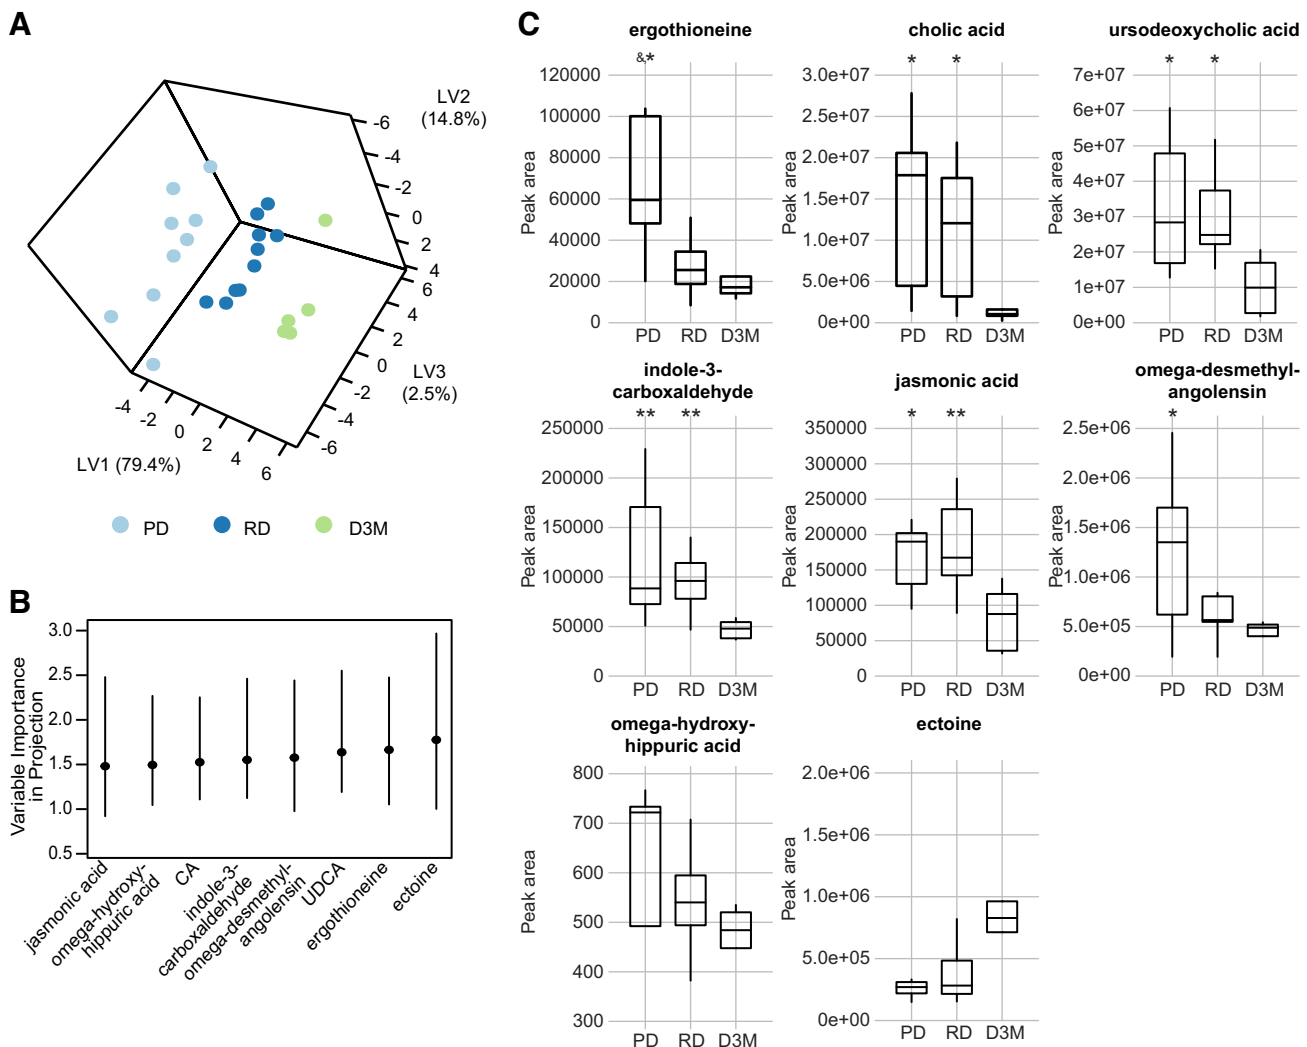 A
LV2
(14.8%)
-6
-4
-2
0
2
4
6
4
2
0
-2
-4
-6
LV3
(2.5%)
-4
-2
0
2
4
6
LV1 (79.4%)
PD
RD
D3M
B
Variable Importance
in Projection
3.0
2.5
2.0
1.5
1.0
0.5
jasmonic acid
omega-hydroxy-
hippuric acid
CA
indole-3-
carboxaldehyde
omega-desmethyl-
angolensin
UDCA
ergothioneine
ectoine
C
ergothioneine
&*
Peak area
120000
100000
80000
60000
40000
20000
0
PD RD D3M
cholic acid
* *
Peak area
3.0e+07
2.5e+07
2.0e+07
1.5e+07
1.0e+07
5.0e+06
0e+00
PD RD D3M
ursodeoxycholic acid
* *
Peak area
7e+07
6e+07
5e+07
4e+07
3e+07
2e+07
1e+07
0e+00
PD RD D3M
indole-3-
carboxaldehyde
** **
Peak area
250000
200000
150000
100000
50000
0
PD RD D3M
jasmonic acid
* **
Peak area
350000
300000
250000
200000
150000
100000
50000
0
PD RD D3M
omega-desmethyl-
angolensin
*
Peak area
2.5e+06
2.0e+06
1.5e+06
1.0e+06
5.0e+05
0e+00
PD RD D3M
omega-hydroxy-
hippuric acid
Peak area
800
700
600
500
400
300
PD RD D3M
ectoine
Peak area
2.0e+06
1.5e+06
1.0e+06
5.0e+05
0e+00
PD RD D3M